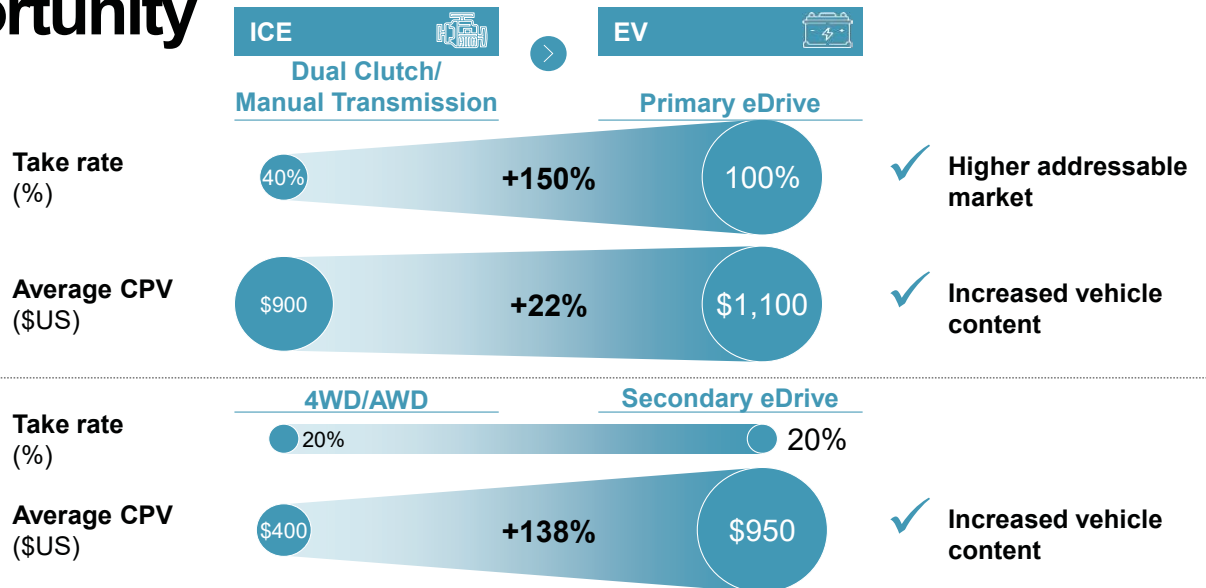 ICE
EV
Dual Clutch/
Manual Transmission
Primary eDrive
Take rate
(%)
40%
+150%
100%
Higher addressable
market
Average CPV
($US)
$900
+22%
$1,100
Increased vehicle
content
4WD/AWD
Secondary eDrive
Take rate
(%)
20%
20%
Average CPV
($US)
$400
+138%
$950
Increased vehicle
content